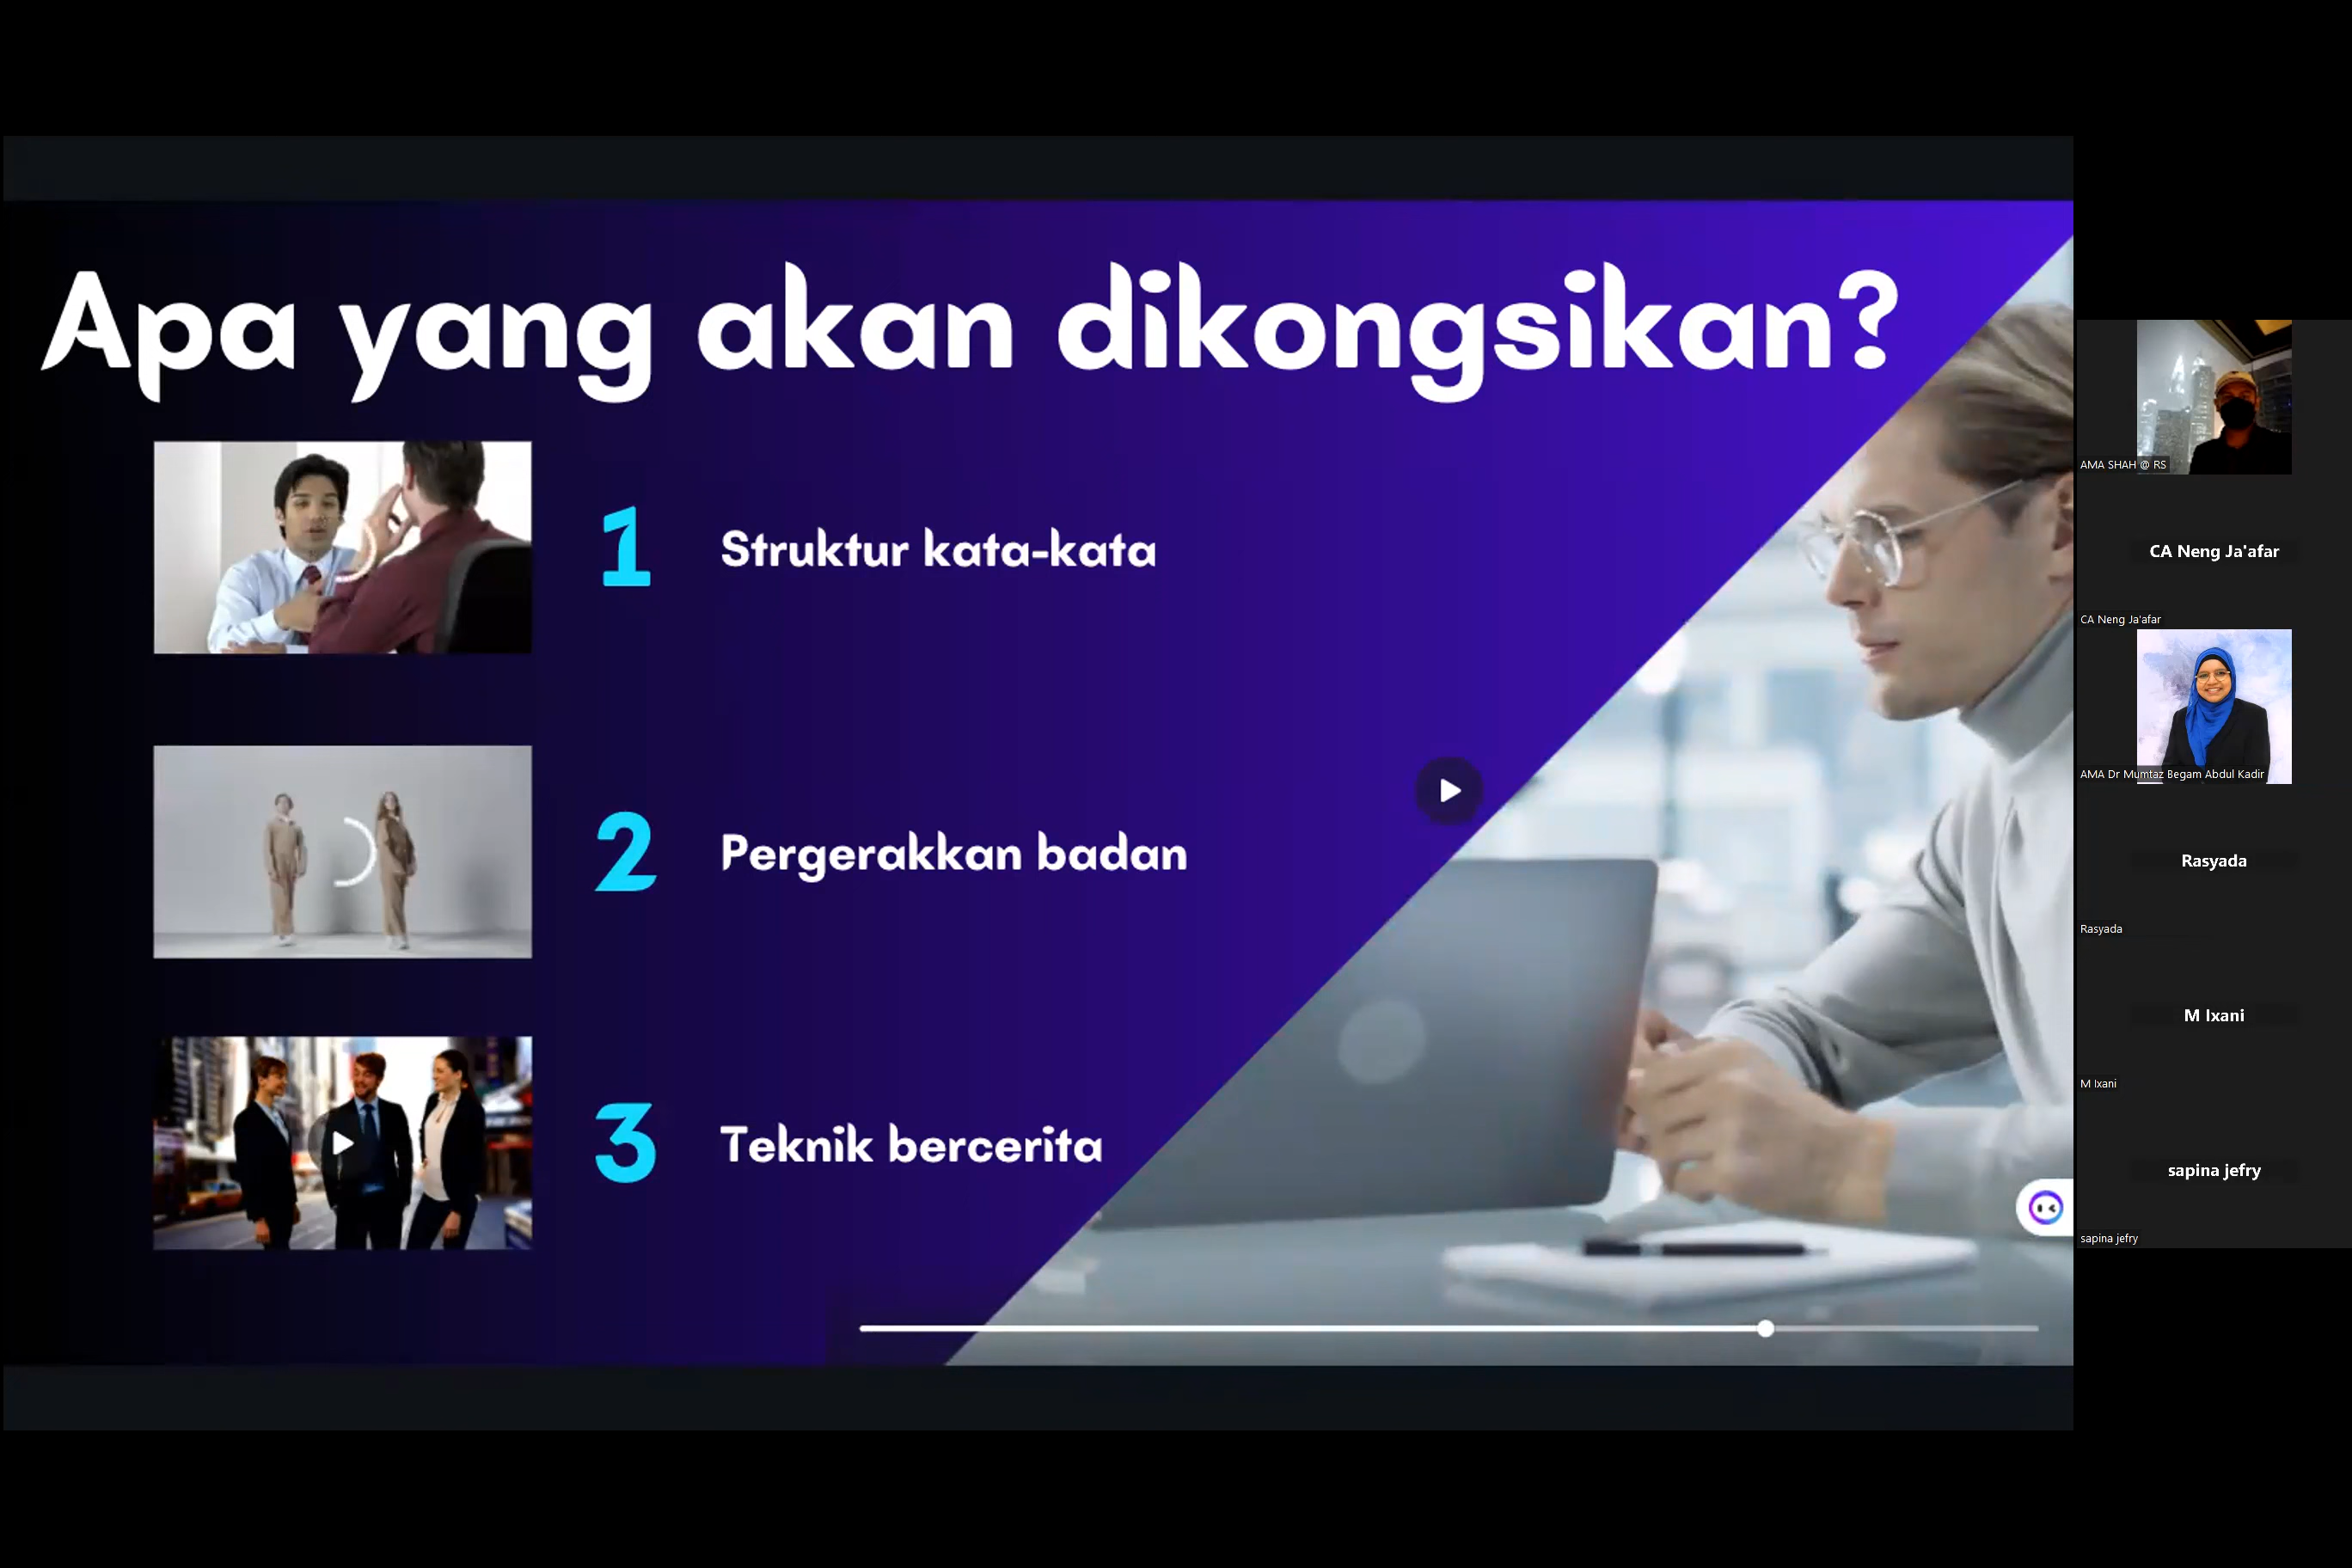 Apa yang akan dikongsikan?
1 Struktur kata-kata
2 Pergerakkan badan
3 Teknik bercerita
AMA SHAH @ RS
CA Neng Ja'afar
CA Neng Ja'afar
AMA Dr Mumtaz Begam Abdul Kadir
Rasyada
Rasyada
M Ixani
M Ixani
sapina jefry
sapina jefry